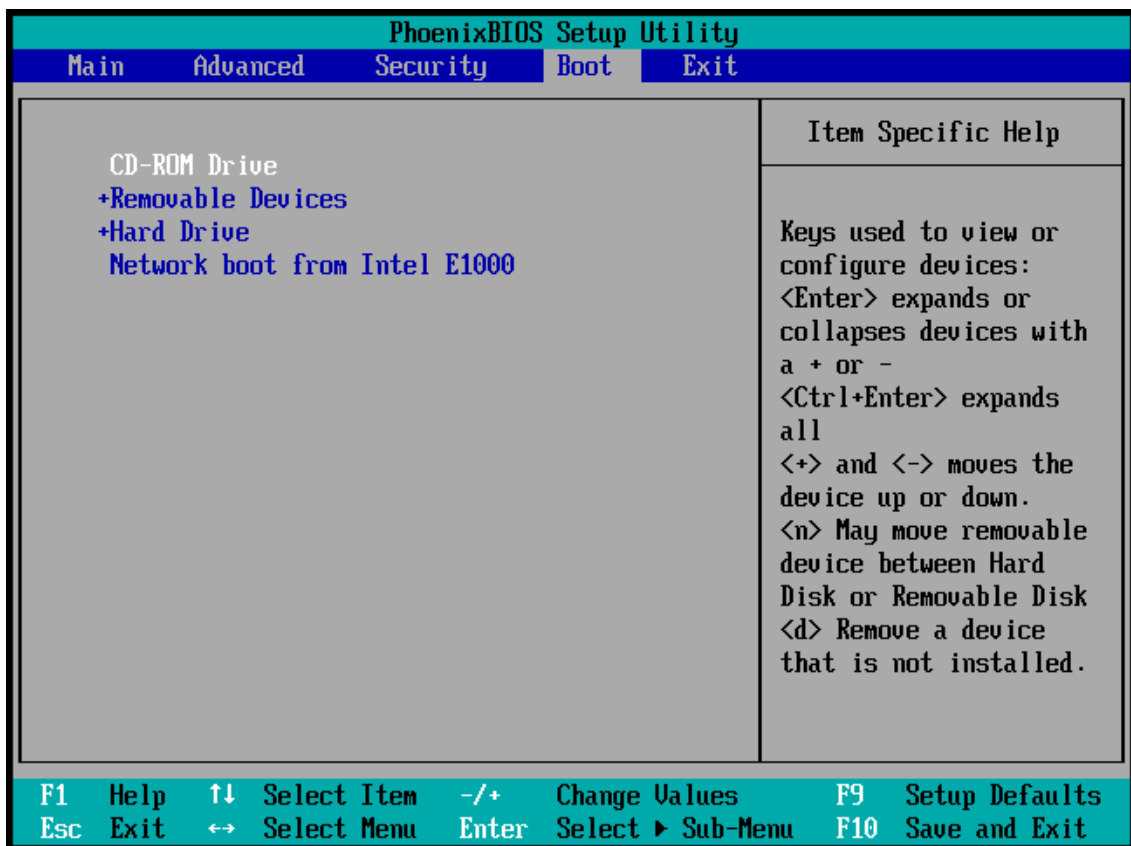 PhoenixBIOS Setup Utility
Main Advanced Security Boot Exit
CD-ROM Drive
+Removable Devices
+Hard Drive
Network boot from Intel E1000
Item Specific Help
Keys used to view or
configure devices:
<Enter> expands or
collapses devices with
a + or -
<Ctrl+Enter> expands
all
<+> and <-> moves the
device up or down.
<n> May move removable
device between Hard
Disk or Removable Disk
<d> Remove a device
that is not installed.
F1 Help ↑↓ Select Item -/+ Change Values F9 Setup Defaults
Esc Exit ↔ Select Menu Enter Select ▶ Sub-Menu F10 Save and Exit